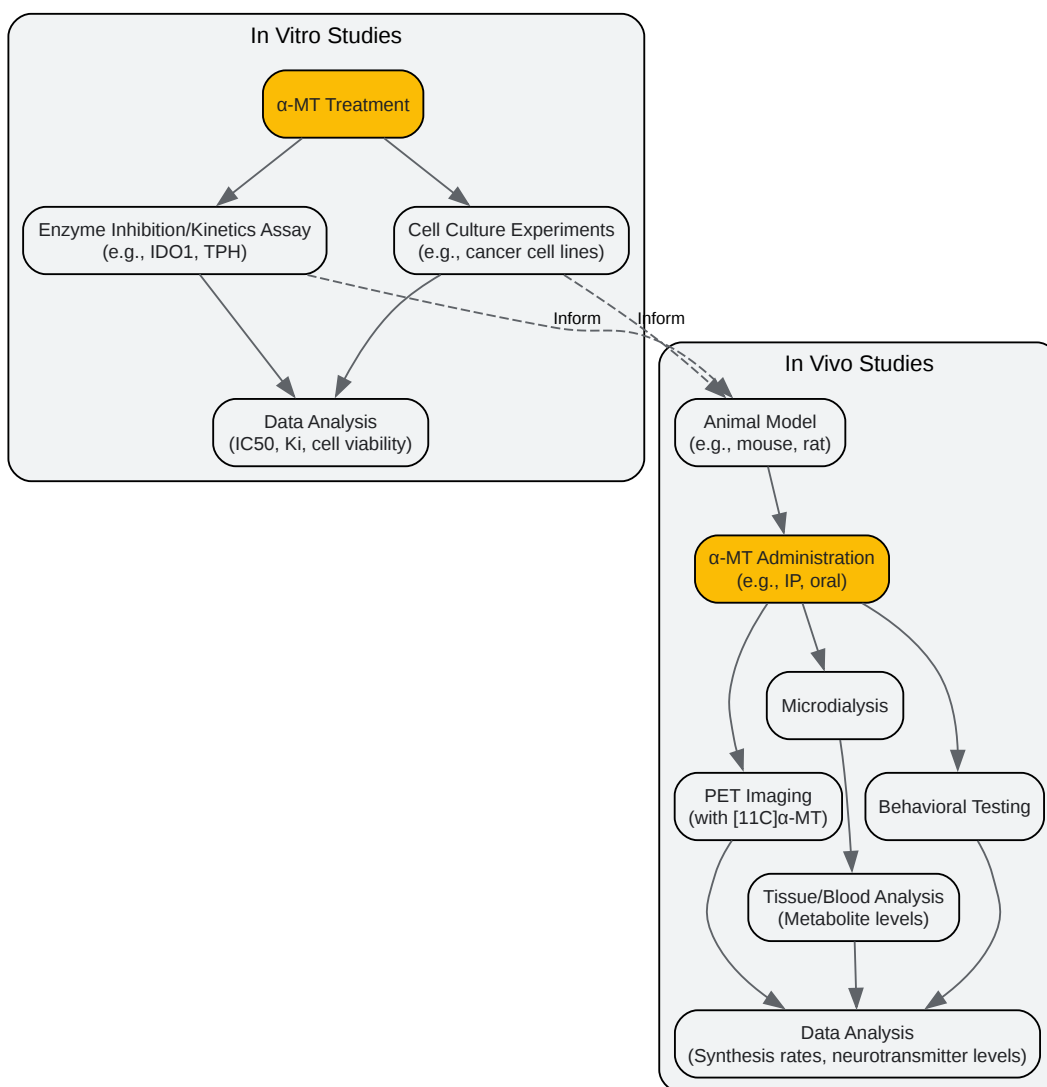 In Vitro Studies
α-MT Treatment
Enzyme Inhibition/Kinetics Assay
(e.g., IDO1, TPH)
Cell Culture Experiments
(e.g., cancer cell lines)
Inform
Inform
Data Analysis
(IC50, Ki, cell viability)
In Vivo Studies
Animal Model
(e.g., mouse, rat)
α-MT Administration
(e.g., IP, oral)
Microdialysis
PET Imaging
(with [11C]α-MT)
Behavioral Testing
Tissue/Blood Analysis
(Metabolite levels)
Data Analysis
(Synthesis rates, neurotransmitter levels)